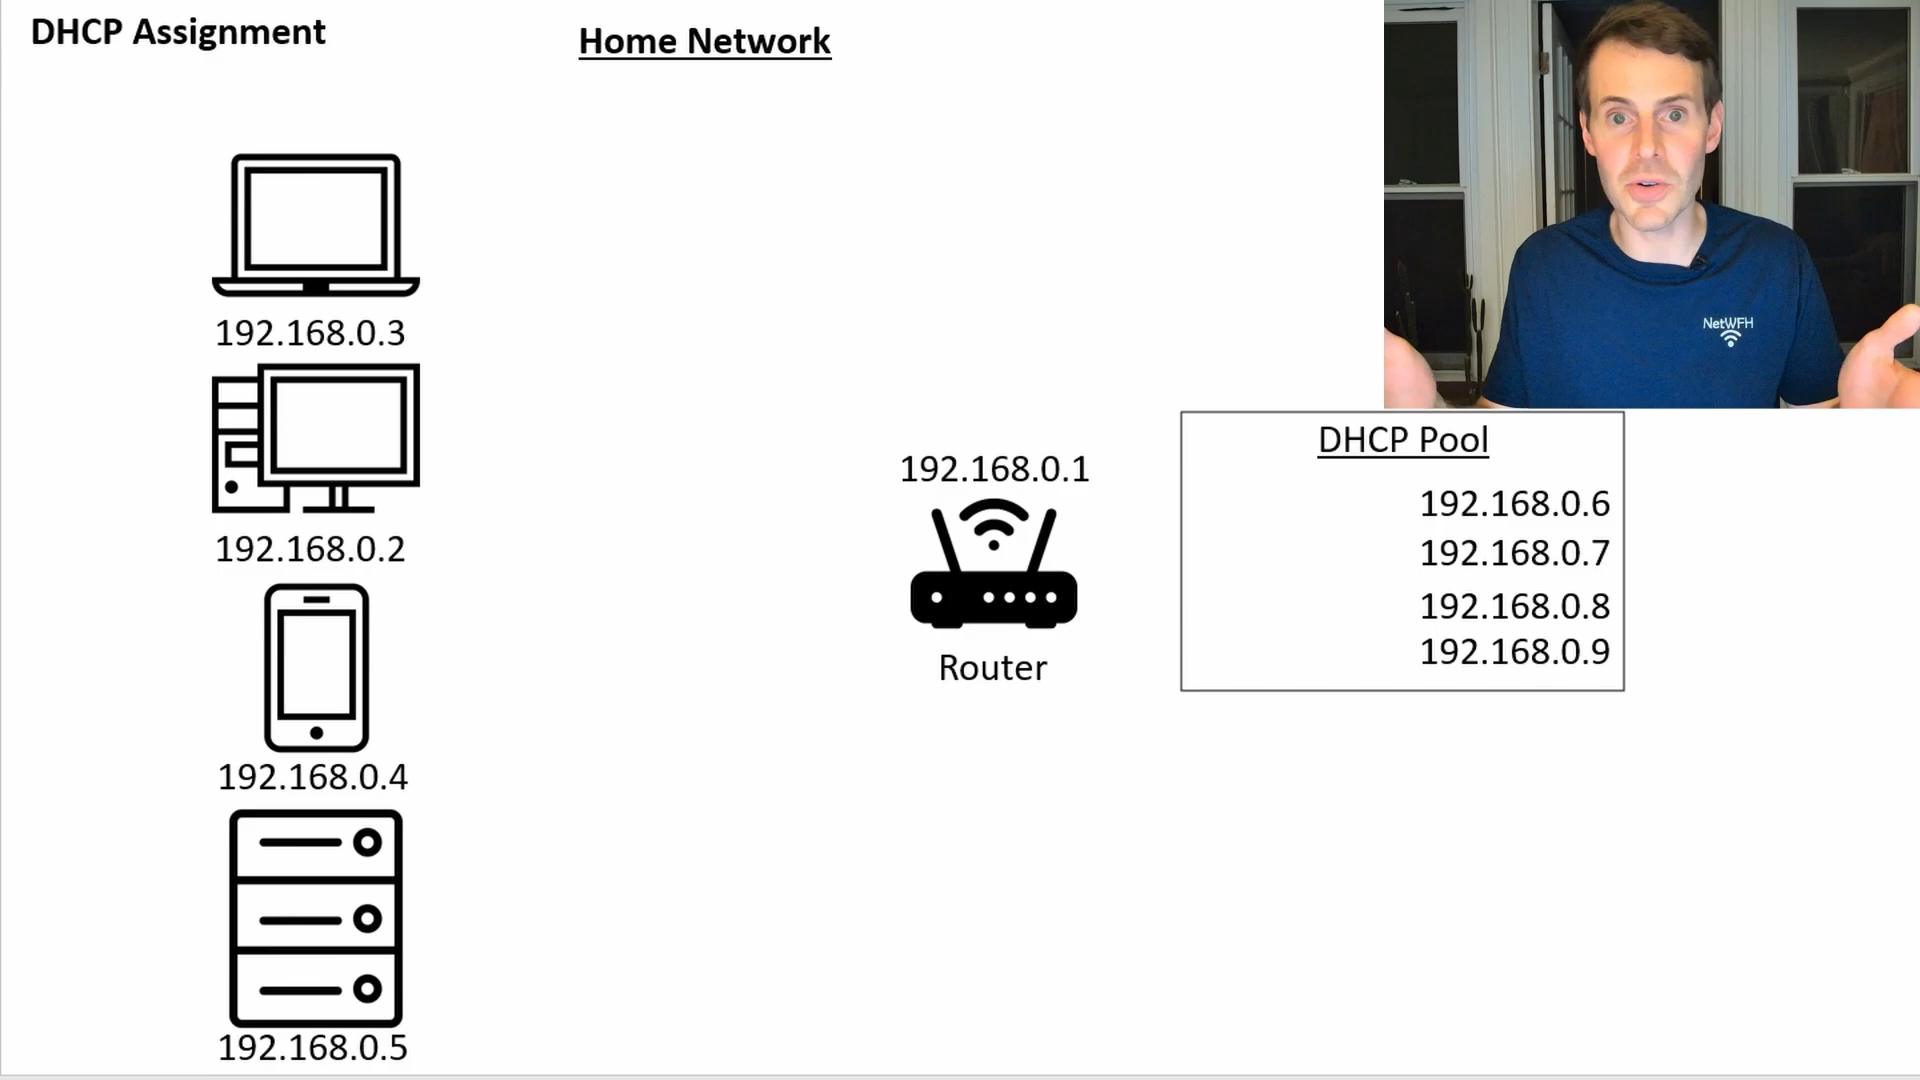 DHCP Assignment
Home Network
192.168.0.3
192.168.0.2
192.168.0.4
192.168.0.5
192.168.0.1
Router
DHCP Pool
192.168.0.6
192.168.0.7
192.168.0.8
192.168.0.9
NetWFH